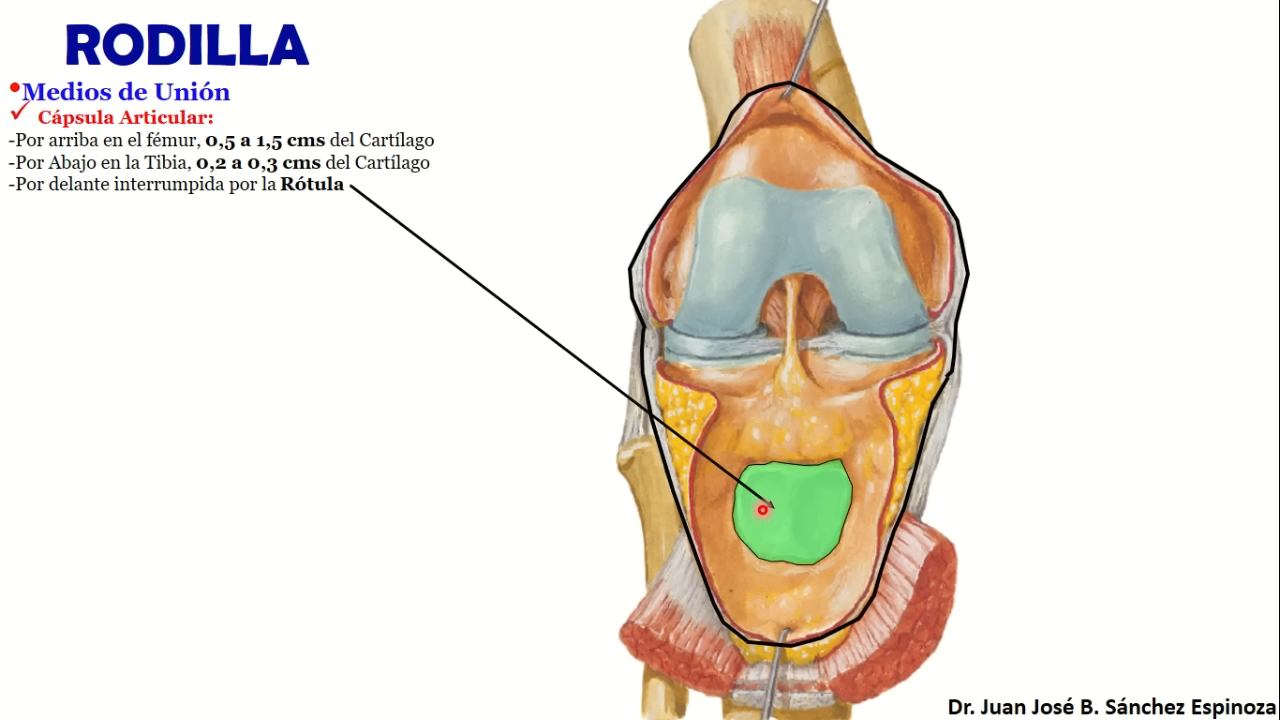 RODILLA
•Medios de Unión
✓ Cápsula Articular:
-Por arriba en el fémur, 0,5 a 1,5 cms del Cartílago
-Por Abajo en la Tibia, 0,2 a 0,3 cms del Cartílago
-Por delante interrumpida por la Rótula
Dr. Juan José B. Sánchez Espinoza